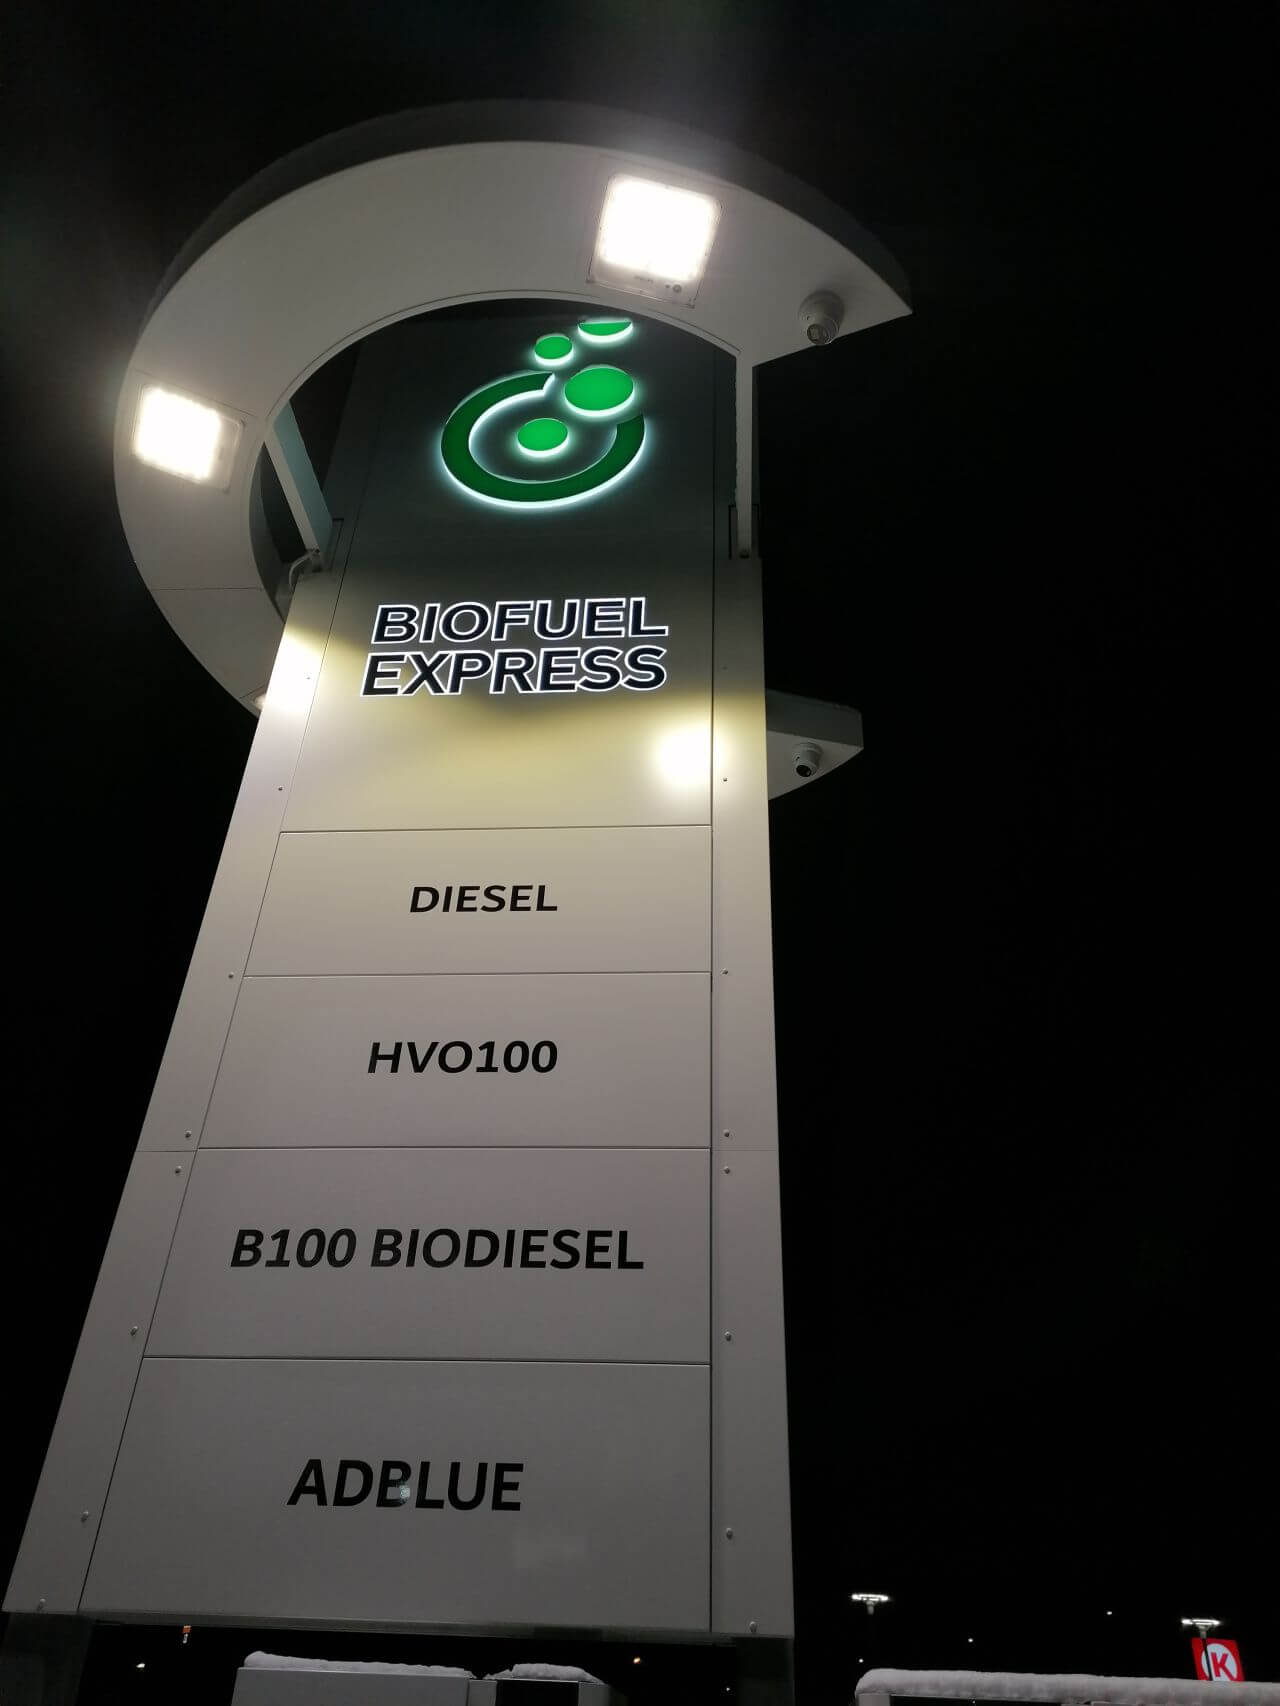 BIOFUEL
EXPRESS
DIESEL
HVO100
B100 BIODIESEL
ADBLUE
K